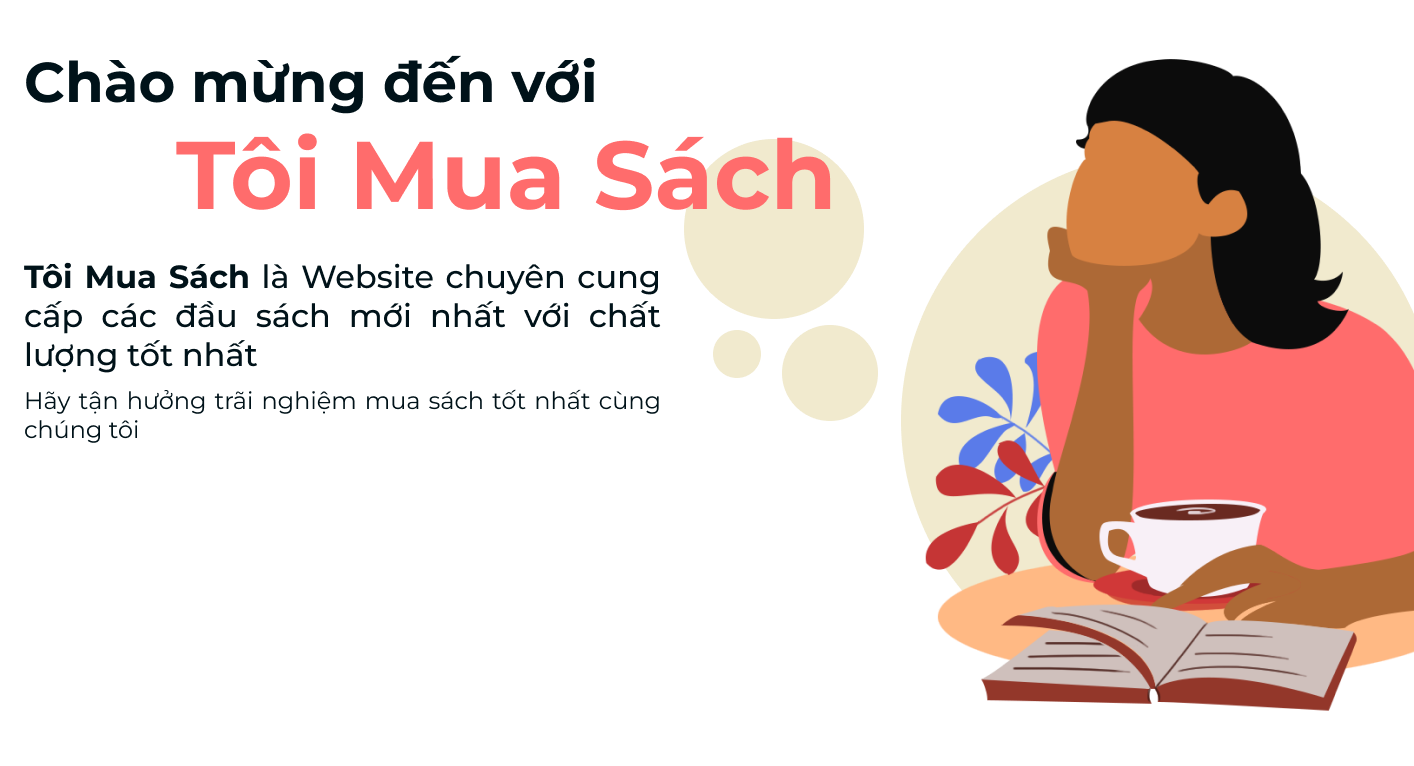 Chào mừng đến với
Tôi Mua Sách
Tôi Mua Sách là Website chuyên cung
cấp các đầu sách mới nhất với chất
lượng tốt nhất
Hãy tận hưởng trãi nghiệm mua sách tốt nhất cùng
chúng tôi